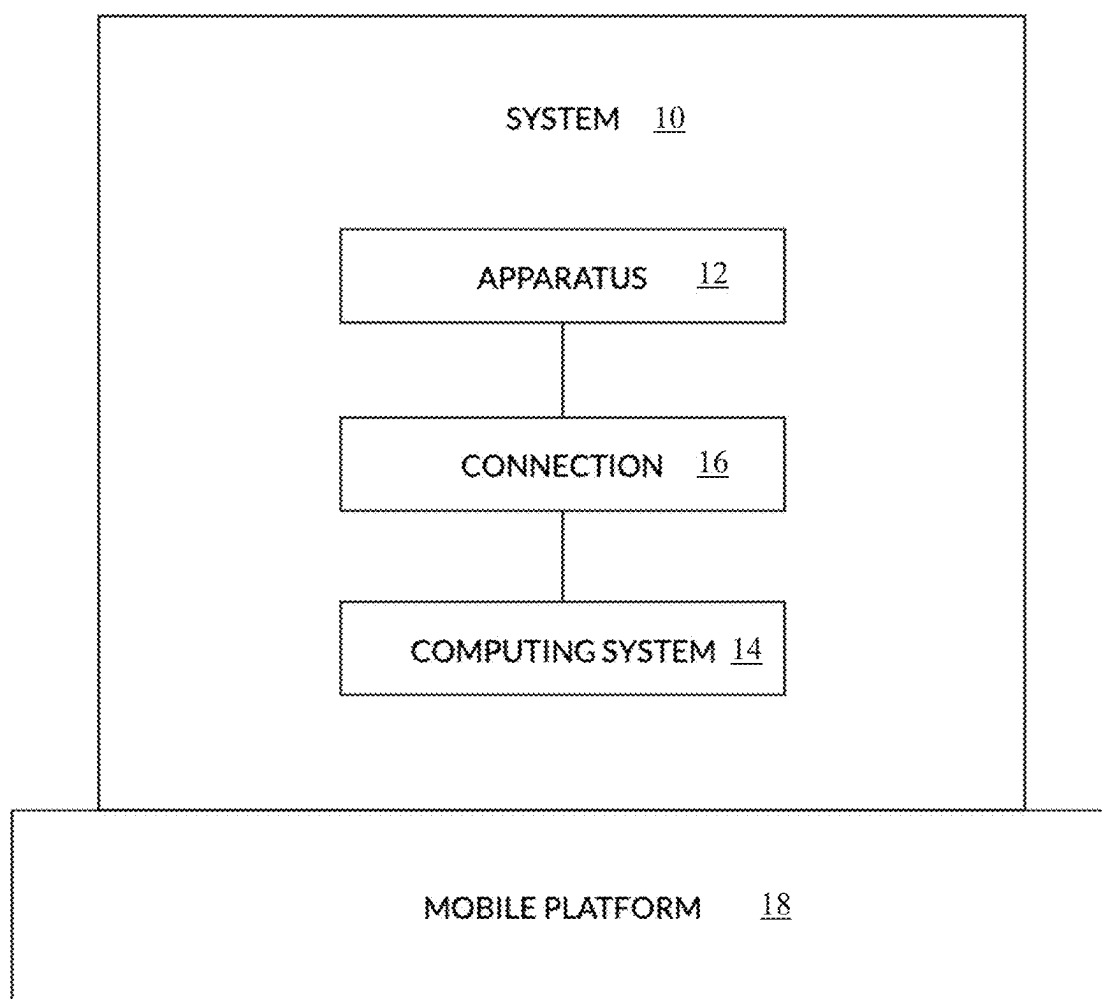 SYSTEM 10
APPARATUS 12
CONNECTION 16
COMPUTING SYSTEM 14
MOBILE PLATFORM 18